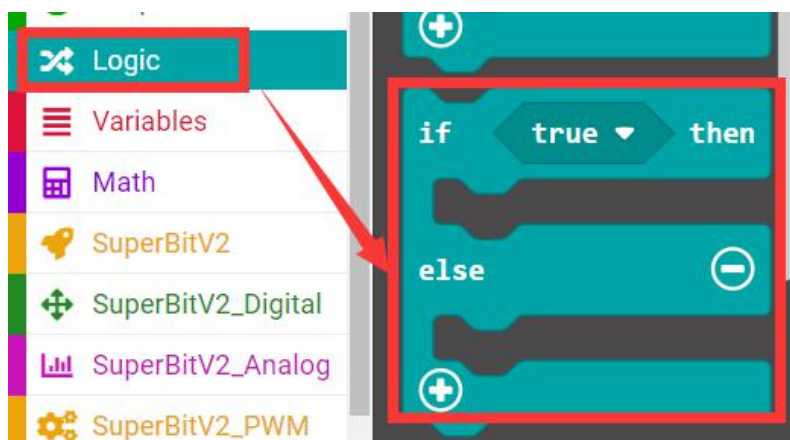 Logic
Variables
Math
SuperBitV2
SuperBitV2_Digital
SuperBitV2_Analog
SuperBitV2_PWM
if true then
else